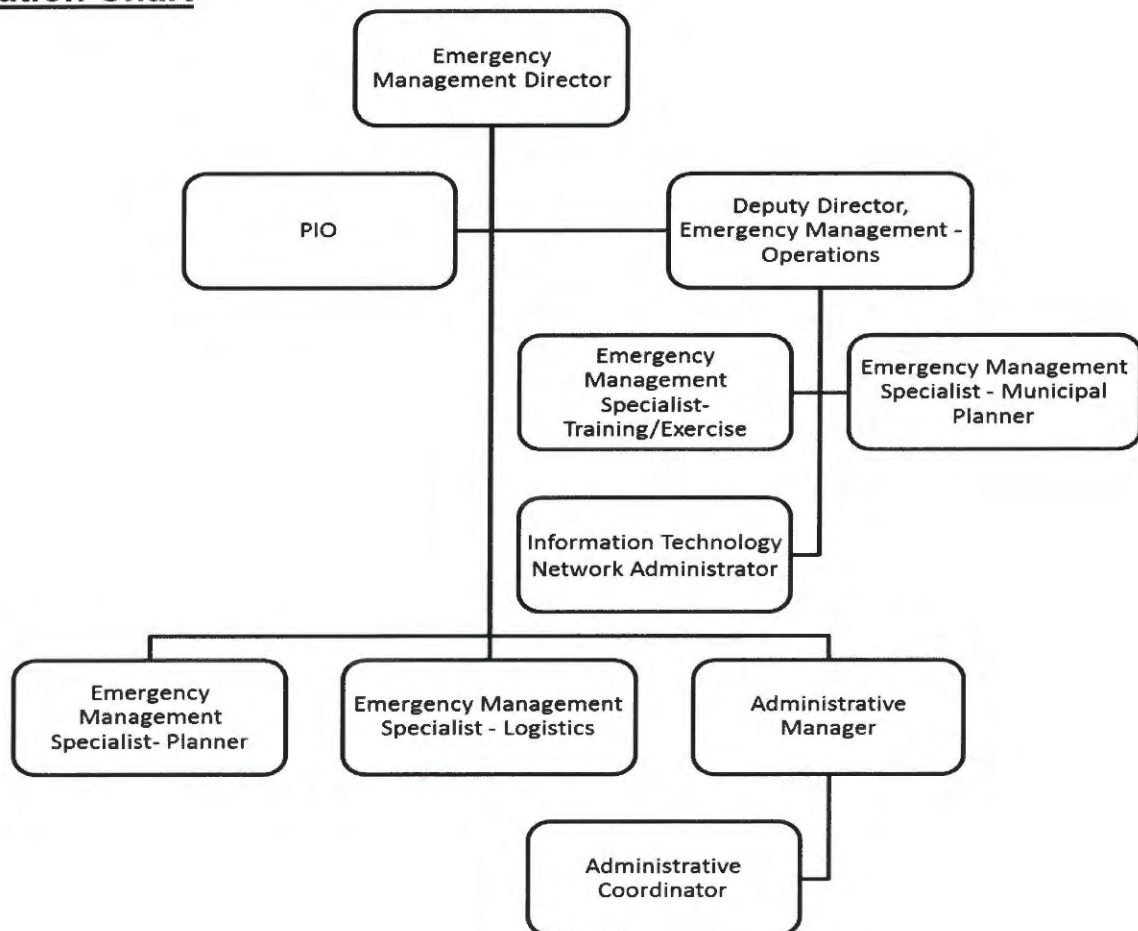 Emergency
Management Director
PIO
Deputy Director,
Emergency Management -
Operations
Emergency
Management
Specialist-
Training/Exercise
Emergency Management
Specialist - Municipal
Planner
Information Technology
Network Administrator
Emergency
Management
Specialist- Planner
Emergency Management
Specialist - Logistics
Administrative
Manager
Administrative
Coordinator